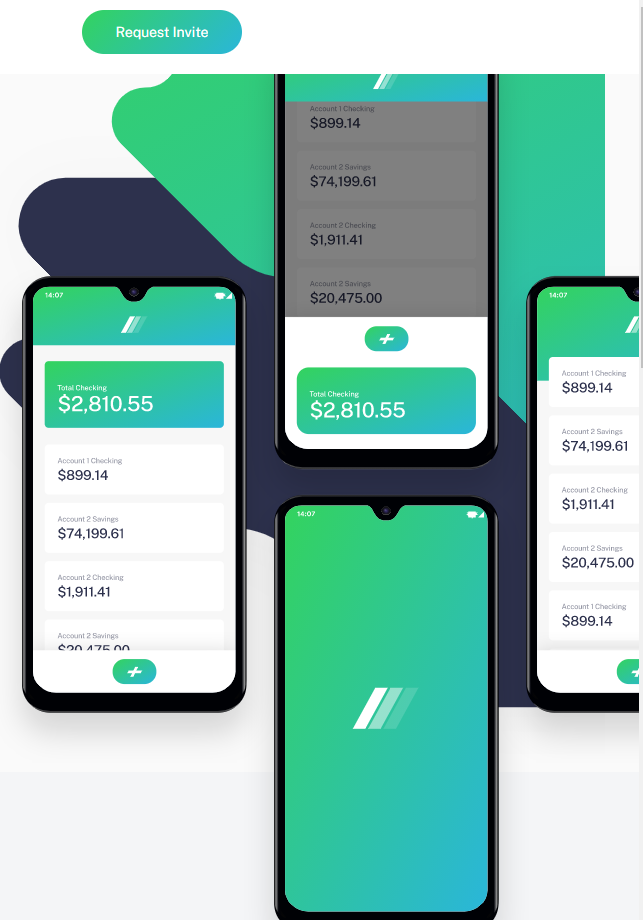 Request Invite
Account 1 Checking
$899.14
Account 2 Savings
$74,199.61
Account 2 Checking
$1,911.41
Account 2 Savings
$20,475.00
Total Checking
$2,810.55
14:07
Total Checking
$2,810.55
Account 1 Checking
$899.14
Account 2 Savings
$74,199.61
Account 2 Checking
$1,911.41
Account 2 Savings
$20,475.00
14:07
14:07
Account 1 Checking
$899.14
Account 2 Savings
$74,199.61
Account 2 Checking
$1,911.41
Account 2 Savings
$20,475.00
Account 1 Checking
$899.14